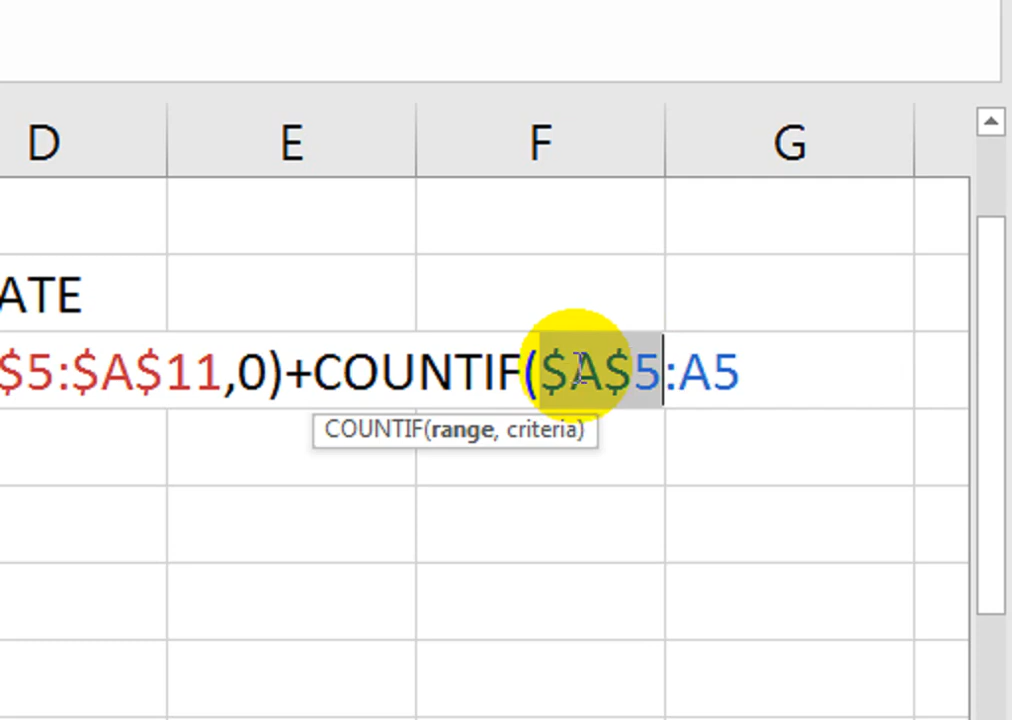 D E F G
ATE
$5:$A$11,0)+COUNTIF($A$5:A5
COUNTIF(range, criteria)